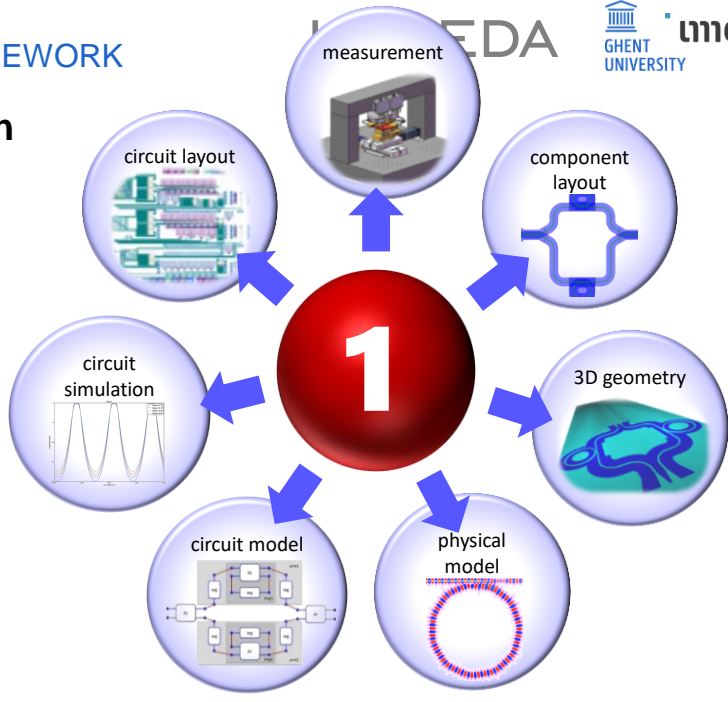 EWORK
EDA
GHENT
UNIVERSITY
n
measurement
circuit layout
component
layout
1
circuit
simulation
3D geometry
circuit model
physical
model